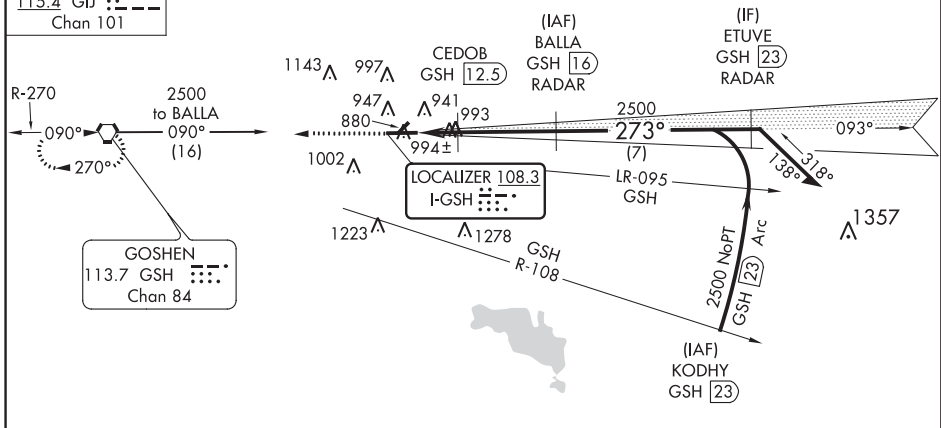 115.4 GIJ
Chan 101
R-270
090°
270°
2500
to BALLA
090°
(16)
GOSHEN
113.7 GSH
Chan 84
1143
997
947
941
880
993
994±
1002
1223
1278
1357
CEDOB
GSH 12.5
(IAF)
BALLA
GSH 16
RADAR
(IF)
ETUVE
GSH 23
RADAR
2500
273°
(7)
093°
138°
318°
LOCALIZER 108.3
I-GSH
LR-095
GSH
GSH
R-108
2500 NoPT
GSH 23 Arc
(IAF)
KODHY
GSH 23